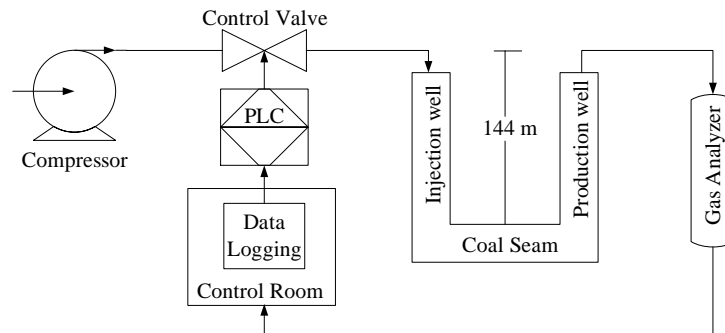 Control Valve
PLC
Compressor
Data
Logging
Control Room
Injection well
144 m
Production well
Coal Seam
Gas Analyzer